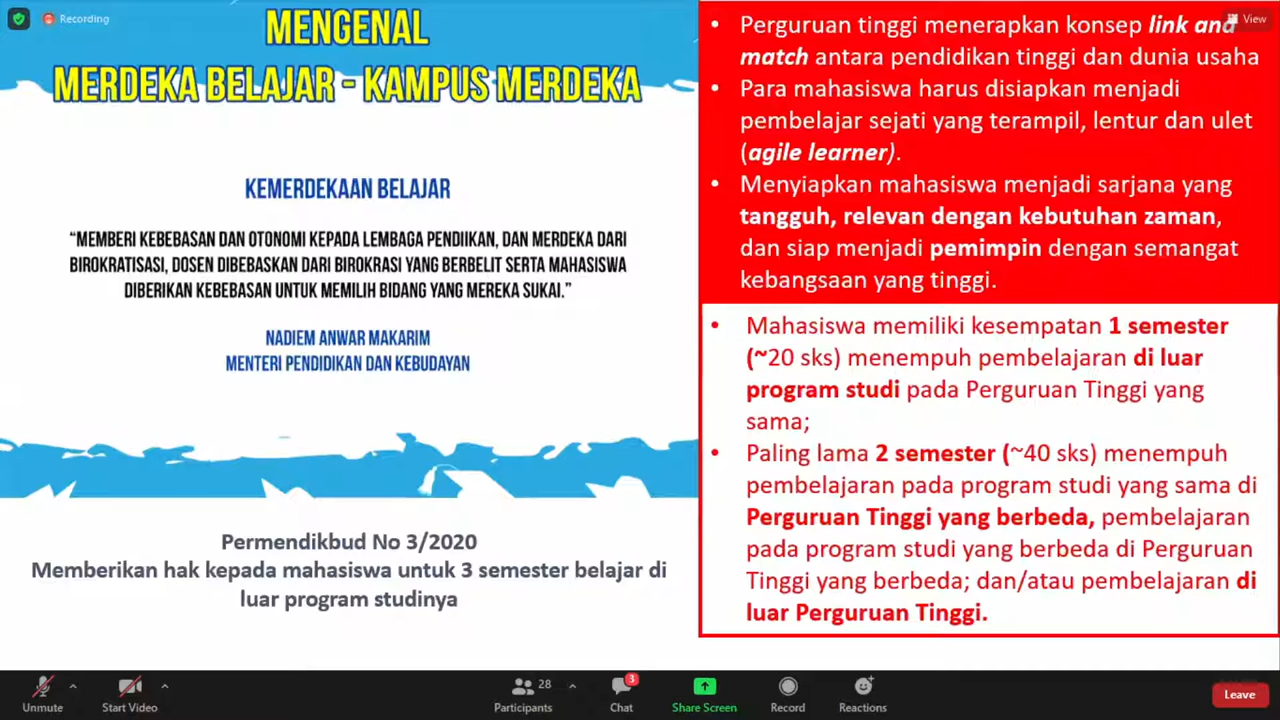 Recording
MENGENAL
MERDEKA BELAJAR - KAMPUS MERDEKA
KEMERDEKAAN BELAJAR
“MEMBERI KEBEBASAN DAN OTONOMI KEPADA LEMBAGA PENDIIKAN, DAN MERDEKA DARI
BIROKRATISASI, DOSEN DIBEBASKAN DARI BIROKRASI YANG BERBELIT SERTA MAHASISWA
DIBERIKAN KEBEBASAN UNTUK MEMILIH BIDANG YANG MEREKA SUKAI.”
NADIEM ANWAR MAKARIM
MENTERI PENDIDIKAN DAN KEBUDAYAN
Permendikbud No 3/2020
Memberikan hak kepada mahasiswa untuk 3 semester belajar di
luar program studinya
View
• Perguruan tinggi menerapkan konsep link and
match antara pendidikan tinggi dan dunia usaha
• Para mahasiswa harus disiapkan menjadi
pembelajar sejati yang terampil, lentur dan ulet
(agile learner).
• Menyiapkan mahasiswa menjadi sarjana yang
tangguh, relevan dengan kebutuhan zaman,
dan siap menjadi pemimpin dengan semangat
kebangsaan yang tinggi.
• Mahasiswa memiliki kesempatan 1 semester
(~20 sks) menempuh pembelajaran di luar
program studi pada Perguruan Tinggi yang
sama;
• Paling lama 2 semester (~40 sks) menempuh
pembelajaran pada program studi yang sama di
Perguruan Tinggi yang berbeda, pembelajaran
pada program studi yang berbeda di Perguruan
Tinggi yang berbeda; dan/atau pembelajaran di
luar Perguruan Tinggi.
Unmute
Start Video
28
Participants
3
Chat
Share Screen
Record
Reactions
Leave